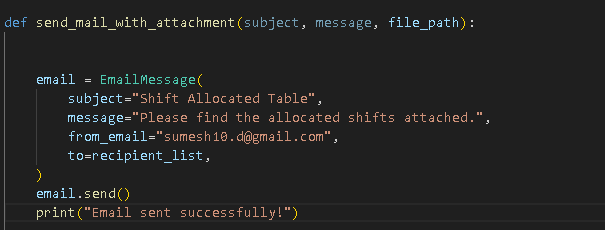 def send_mail_with_attachment(subject, message, file_path):
email = EmailMessage(
subject="Shift Allocated Table",
message="Please find the allocated shifts attached.",
from_email="sumesh10.d@gmail.com",
to=recipient_list,
)
email.send()
print("Email sent successfully!")